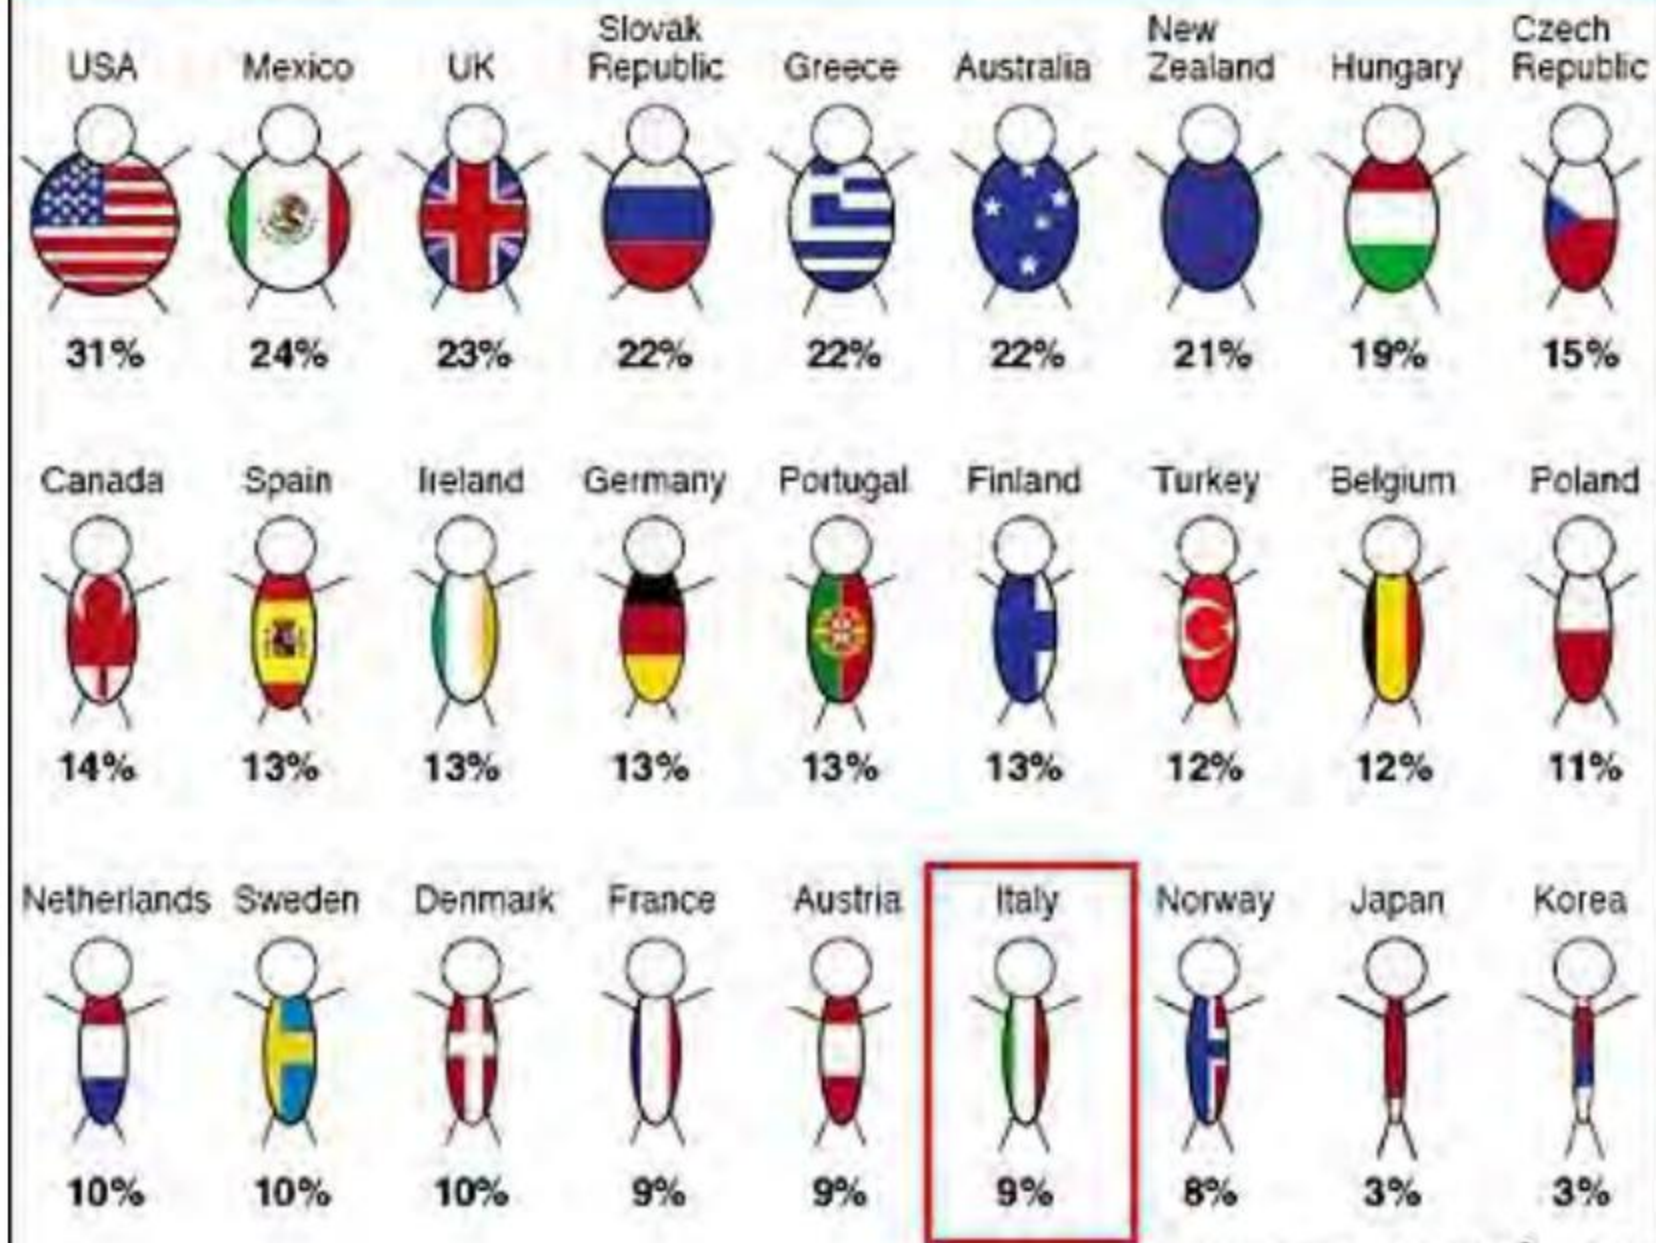 USA Mexico UK Slovak Republic Greece Australia New Zealand Hungary Czech Republic
31% 24% 23% 22% 22% 22% 21% 19% 15%
Canada Spain Ireland Germany Portugal Finland Turkey Belgium Poland
14% 13% 13% 13% 13% 13% 12% 12% 11%
Netherlands Sweden Denmark France Austria Italy Norway Japan Korea
10% 10% 10% 9% 9% 9% 8% 3% 3%